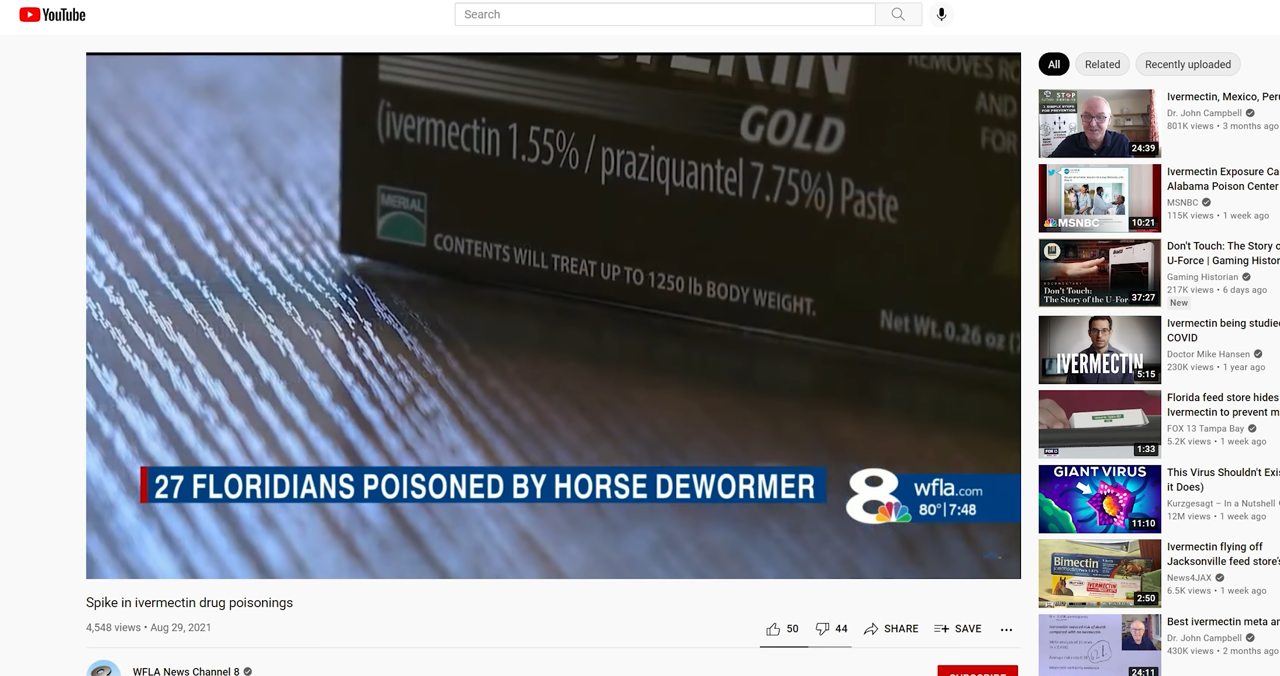 YouTube
Search
TERIN
GOLD
(ivermectin 1.55% / praziquantel 7.75%) Paste
MERIAL
CONTENTS WILL TREAT UP TO 1250 lb BODY WEIGHT.
Net Wt. 0.26 oz
REMOVES
AND
FOR
27 FLORIDIANS POISONED BY HORSE DEWORMER
8
wfla.com
80° | 7:48
Spike in ivermectin drug poisonings
4,548 views • Aug 29, 2021
50
44
SHARE
SAVE
WFLA News Channel 8
SUBSCRIBE
All
Related
Recently uploaded
24:39
Ivermectin, Mexico,
Dr. John Campbell
801K views • 3 months ago
MSNBC
10:21
Ivermectin Exposure
Alabama Poison Center
MSNBC
115K views • 1 week ago
Don't Touch:
The Story of the
37:27
Don't Touch: The Story
U-Force | Gaming
Gaming Historian
217K views • 6 days ago
New
IVERMECTIN
5:15
Ivermectin being
COVID
Doctor Mike Hansen
230K views • 1 year ago
1:33
Florida feed store hides
Ivermectin to prevent
FOX 13 Tampa Bay
5.2K views • 1 week ago
GIANT VIRUS
11:10
This Virus Shouldn't
it Does)
Kurzgesagt – In a Nutshell
12M views • 1 week ago
Bimectin
2:50
Ivermectin flying off
Jacksonville feed
News4JAX
6.5K views • 1 week ago
24:11
Best ivermectin meta
Dr. John Campbell
430K views • 2 months ago